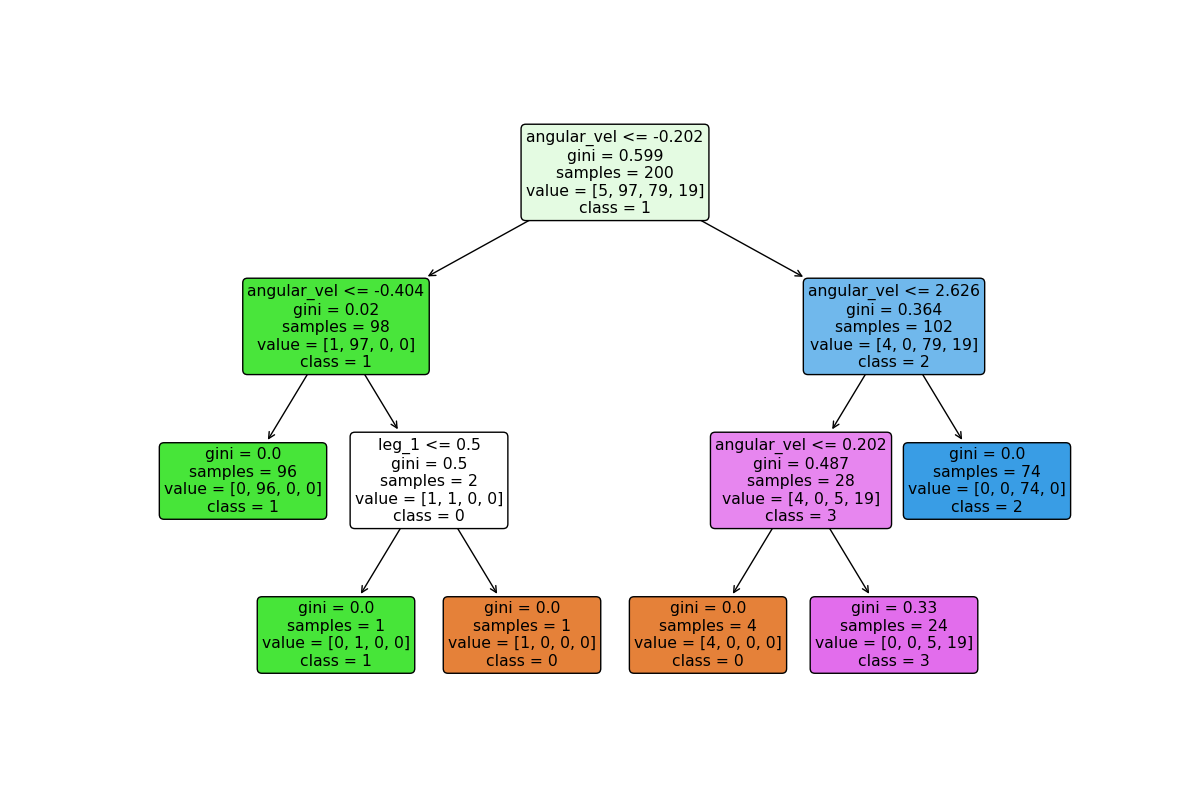 angular_vel <= -0.202
gini = 0.599
samples = 200
value = [5, 97, 79, 19]
class = 1
angular_vel <= -0.404
gini = 0.02
samples = 98
value = [1, 97, 0, 0]
class = 1
angular_vel <= 2.626
gini = 0.364
samples = 102
value = [4, 0, 79, 19]
class = 2
gini = 0.0
samples = 96
value = [0, 96, 0, 0]
class = 1
leg_1 <= 0.5
gini = 0.5
samples = 2
value = [1, 1, 0, 0]
class = 0
angular_vel <= 0.202
gini = 0.487
samples = 28
value = [4, 0, 5, 19]
class = 3
gini = 0.0
samples = 74
value = [0, 0, 74, 0]
class = 2
gini = 0.0
samples = 1
value = [0, 1, 0, 0]
class = 1
gini = 0.0
samples = 1
value = [1, 0, 0, 0]
class = 0
gini = 0.0
samples = 4
value = [4, 0, 0, 0]
class = 0
gini = 0.33
samples = 24
value = [0, 0, 5, 19]
class = 3